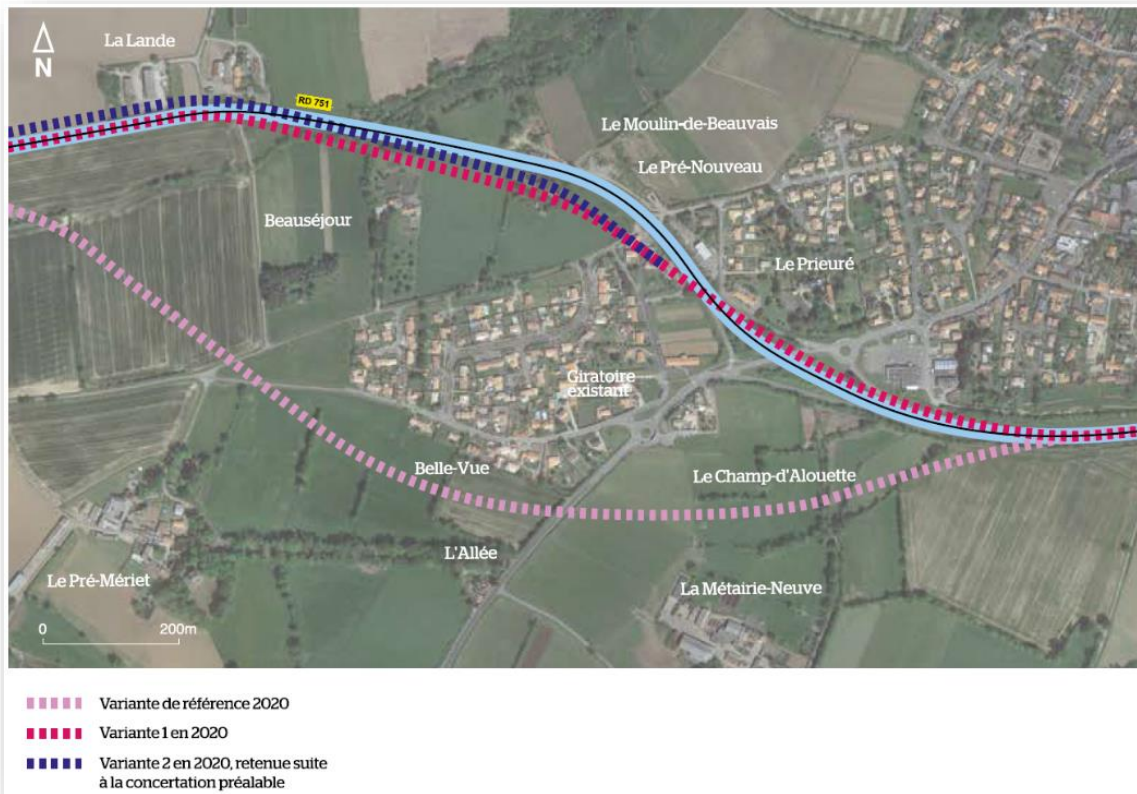 La Lande
N
RD 751
Le Moulin-de-Beauvais
Le Pré-Nouveau
Beauséjour
Le Prieuré
Giratoire
existant
Belle-Vue
Le Champ-d'Alouette
L'Allée
Le Pré-Mériet
La Métairie-Neuve
0 200m
Variante de référence 2020
Variante 1 en 2020
Variante 2 en 2020, retenue suite
à la concertation préalable